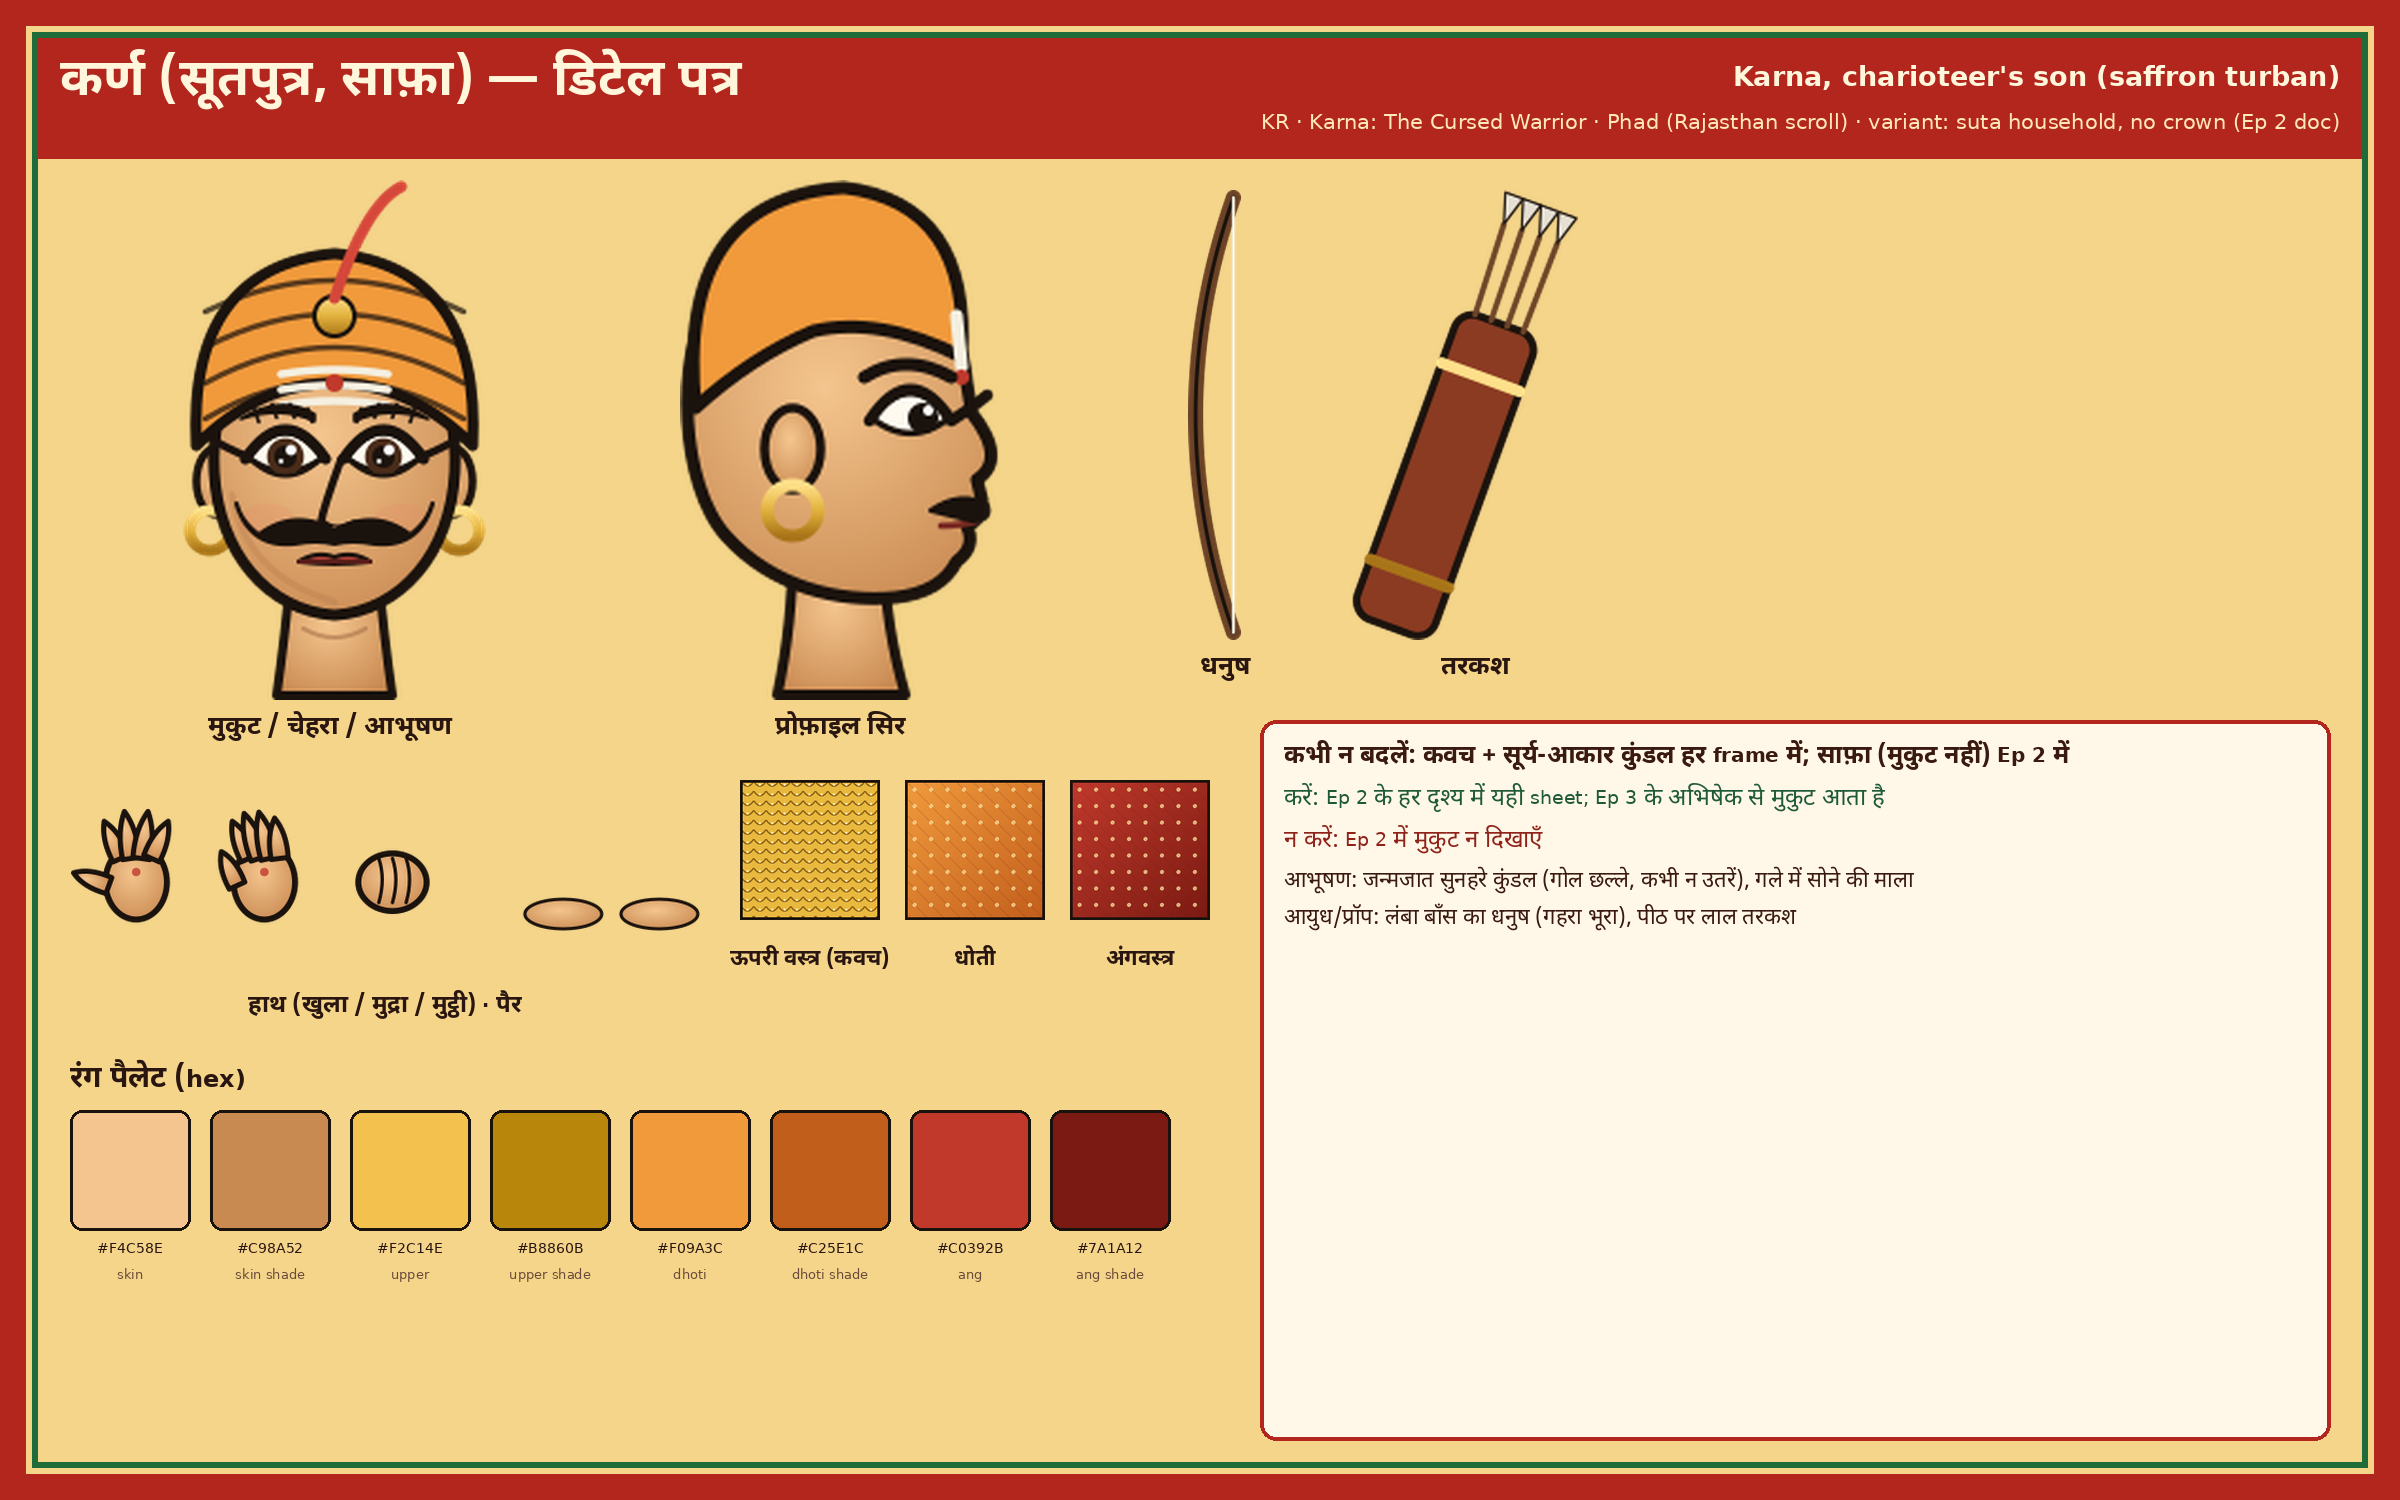 कर्ण (सूतपुत्र, साफ़ा) — डिटेल पत्र
Karna, charioteer's son (saffron turban)
KR · Karna: The Cursed Warrior · Phad (Rajasthan scroll) · variant: suta household, no crown (Ep 2 doc)
धनुष
तरकश
मुकुट / चेहरा / आभूषण
प्रोफ़ाइल सिर
कभी न बदलें: कवच + सूर्य-आकार कुंडल हर frame में; साफ़ा (मुकुट नहीं) Ep 2 में
करें: Ep 2 के हर दृश्य में यही sheet; Ep 3 के अभिषेक से मुकुट आता है
न करें: Ep 2 में मुकुट न दिखाएँ
आभूषण: जन्मजात सुनहरे कुंडल (गोल छल्ले, कभी न उतरें), गले में सोने की माला
आयुध/प्रॉप: लंबा बाँस का धनुष (गहरा भूरा), पीठ पर लाल तरकश
ऊपरी वस्त्र (कवच)
धोती
अंगवस्त्र
हाथ (खुला / मुद्रा / मुट्ठी) · पैर
रंग पैलेट (hex)
#F4C58E
#C98A52
#F2C14E
#B8860B
#F09A3C
#C25E1C
#C0392B
#7A1A12
skin
skin shade
upper
upper shade
dhoti
dhoti shade
ang
ang shade